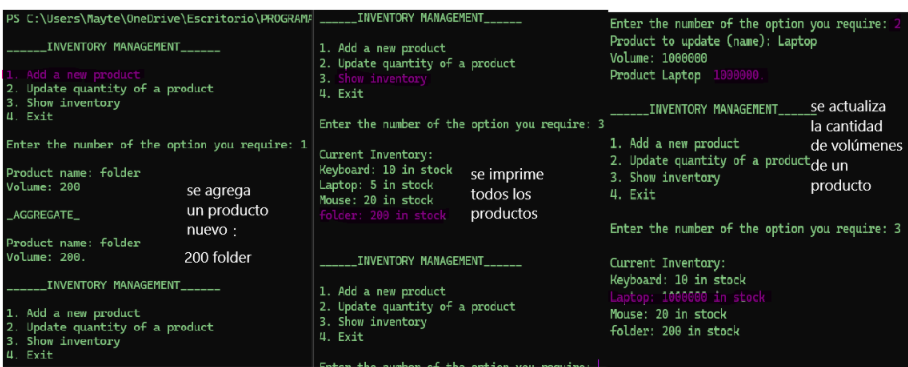 PS C:\Users\Mayte\OneDrive\Escritorio\PROGRAMA
______INVENTORY MANAGEMENT______
1. Add a new product
2. Update quantity of a product
3. Show inventory
4. Exit
Enter the number of the option you require: 1
Product name: folder
Volume: 200
_AGGREGATE_
Product name: folder
Volume: 200.
se agrega
un producto
nuevo :
200 folder
______INVENTORY MANAGEMENT______
1. Add a new product
2. Update quantity of a product
3. Show inventory
4. Exit
______INVENTORY MANAGEMENT______
1. Add a new product
2. Update quantity of a product
3. Show inventory
4. Exit
Enter the number of the option you require: 3
Current Inventory:
Keyboard: 10 in stock
Laptop: 5 in stock
Mouse: 20 in stock
folder: 200 in stock
se imprime
todos los
productos
______INVENTORY MANAGEMENT______
1. Add a new product
2. Update quantity of a product
3. Show inventory
4. Exit
Enter the number of the option you require:
Enter the number of the option you require: 2
Product to update (name): Laptop
Volume: 1000000
Product Laptop 1000000.
______INVENTORY MANAGEMENT______
1. Add a new product
2. Update quantity of a product
3. Show inventory
4. Exit
se actualiza
la cantidad
de volúmenes
de un
producto
Enter the number of the option you require: 3
Current Inventory:
Keyboard: 10 in stock
Laptop: 1000000 in stock
Mouse: 20 in stock
folder: 200 in stock